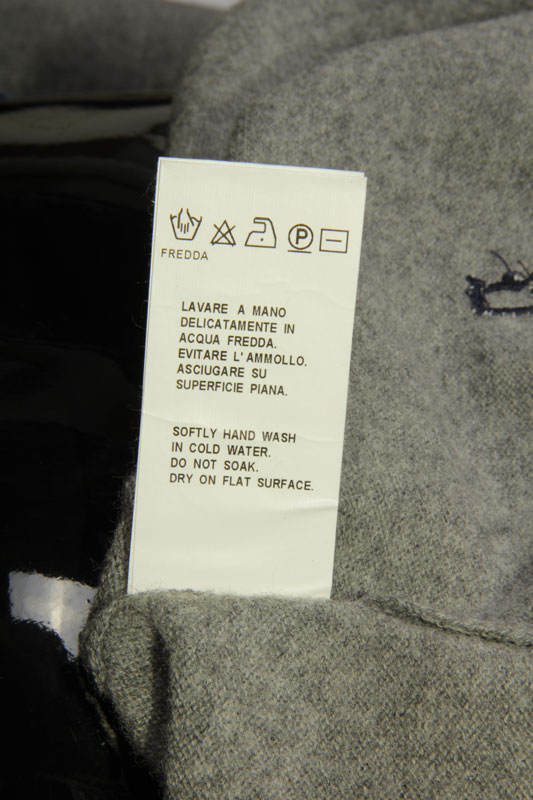 P
FREDDA
LAVARE A MANO
DELICATAMENTE IN
ACQUA FREDDA.
EVITARE L'AMMOLLO.
ASCIUGARE SU
SUPERFICIE PIANA.
SOFTLY HAND WASH
IN COLD WATER.
DO NOT SOAK.
DRY ON FLAT SURFACE.